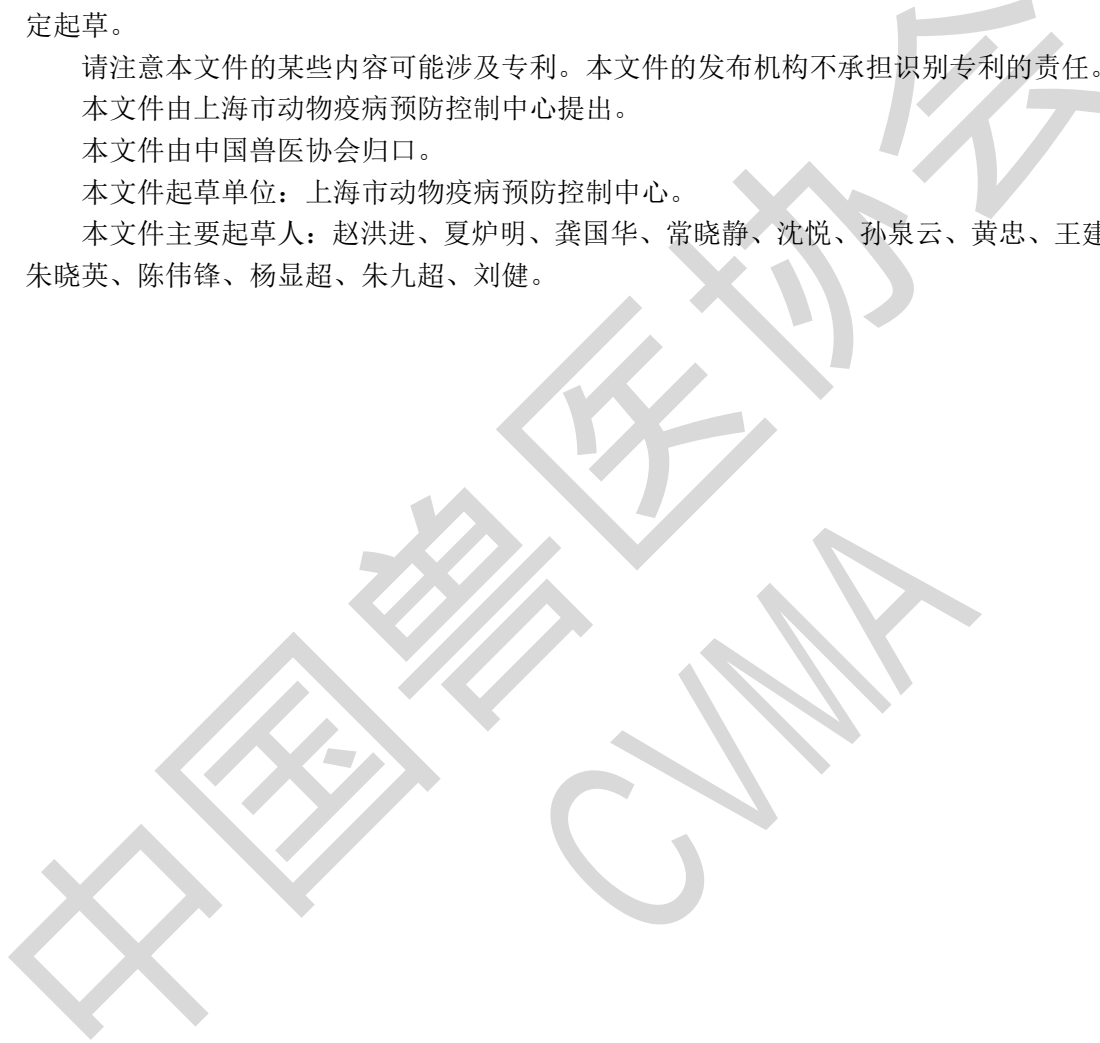 定起草。
请注意本文件的某些内容可能涉及专利。本文件的发布机构不承担识别专利的责任。
本文件由上海市动物疫病预防控制中心提出。
本文件由中国兽医协会归口。
本文件起草单位：上海市动物疫病预防控制中心。
本文件主要起草人：赵洪进、夏炉明、龚国华、常晓静、沈悦、孙泉云、黄忠、王建
朱晓英、陈伟锋、杨显超、朱九超、刘健。
中国兽医协会
CVMA